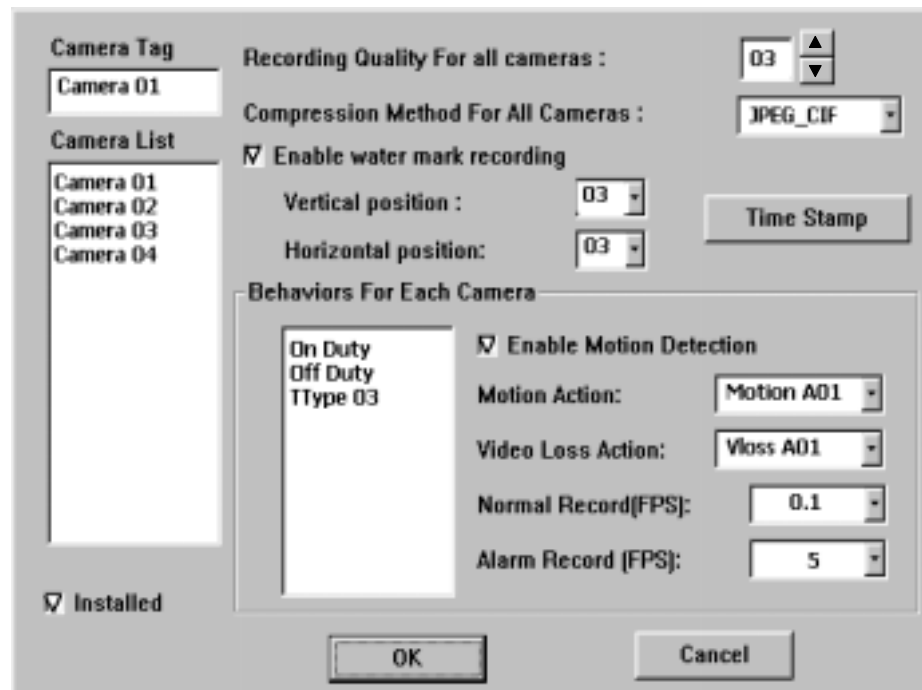 Camera Tag
Camera 01
Camera List
Camera 01
Camera 02
Camera 03
Camera 04
Installed
Recording Quality For all cameras : 03
Compression Method For All Cameras : JPEG_CIF
Enable water mark recording
Vertical position : 03
Horizontal position: 03
Time Stamp
Behaviors For Each Camera
On Duty
Off Duty
TType 03
Enable Motion Detection
Motion Action: Motion A01
Video Loss Action: Vloss A01
Normal Record(FPS): 0.1
Alarm Record (FPS): 5
OK
Cancel